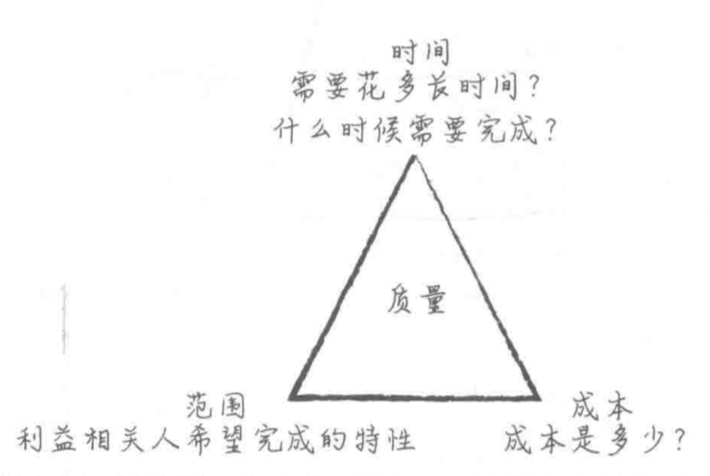 时间
需要花多长时间？
什么时候需要完成？
质量
范围
利益相关人希望完成的特性
成本
成本是多少？